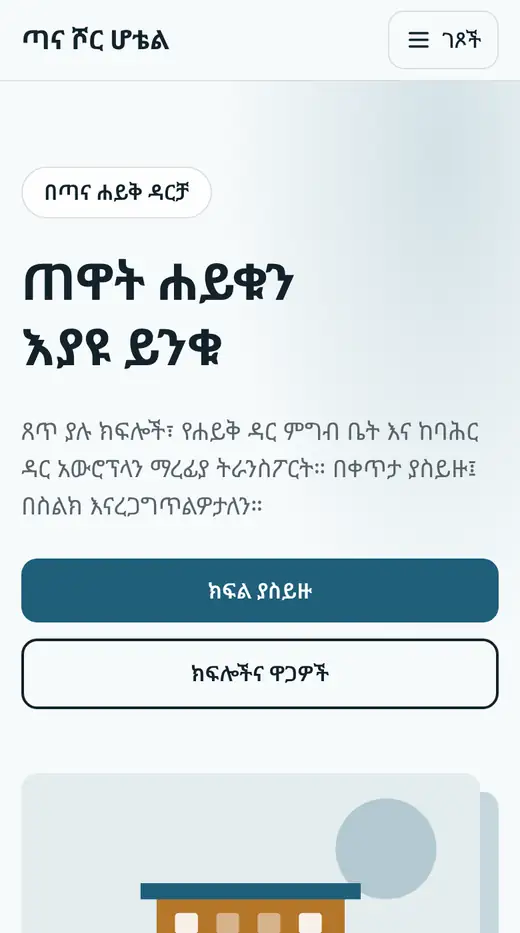 ጣና ሾር ሆቴል
ገጾች
በጣና ሐይቅ ዳርቻ
ጠዋት ሐይቁን
እያዩ ይንቁ
ጸጥ ያሉ ክፍሎች፣ የሐይቅ ዳር ምግብ ቤት እና ከባሕር
ዳር አውሮፕላን ማረፊያ ትራንስፖርት። በቀጥታ ያስይዙ፤
በስልክ እናረጋግጥልዎታለን።
ክፍል ያስይዙ
ክፍሎችና ዋጋዎች